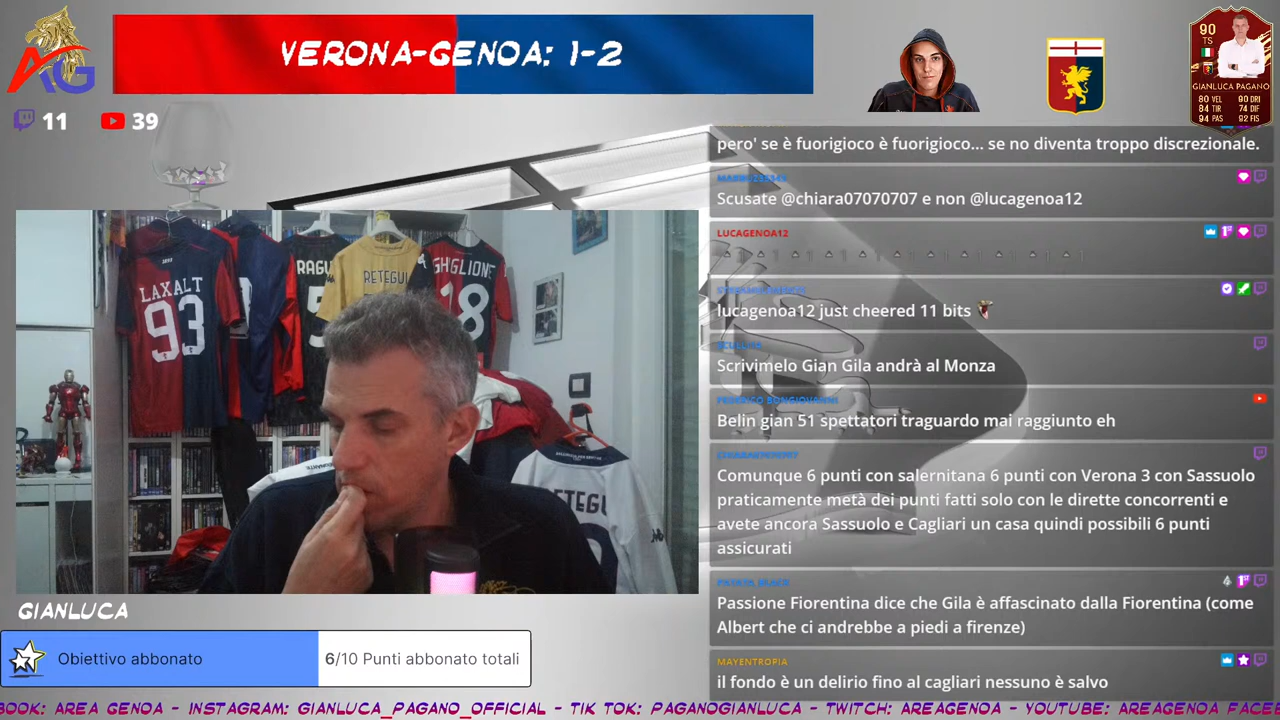 AG
VERONA-GENOA: 1-2
90
TS
GIANLUCA PAGANO
80 VEL 90 DRI
84 TIR 74 DIF
94 PAS 92 FIS
11
39
pero' se è fuorigioco è fuorigioco... se no diventa troppo discrezionale.
Scusate @chiara07070707 e non @lucagenoa12
LUCAGENOA12
lucagenoa12 just cheered 11 bits
Scrivimelo Gian Gila andrà al Monza
Belin gian 51 spettatori traguardo mai raggiunto eh
Comunque 6 punti con salernitana 6 punti con Verona 3 con Sassuolo
praticamente metà dei punti fatti solo con le dirette concorrenti e
avete ancora Sassuolo e Cagliari un casa quindi possibili 6 punti
assicurati
Passione Fiorentina dice che Gila è affascinato dalla Fiorentina (come
Albert che ci andrebbe a piedi a firenze)
MAYENTROPIA
il fondo è un delirio fino al cagliari nessuno è salvo
LAXALT
93
RAGU
5
RETEGUI
GHIGLIONE
18
ETEGU
GIANLUCA
Obiettivo abbonato
6/10 Punti abbonato totali
BOOK: AREA GENOA - INSTAGRAM: GIANLUCA_PAGANO_OFFICIAL - TIK TOK: PAGANOGIANLUCA - TWITCH: AREAGENOA - YOUTUBE: AREAGENOA FACE